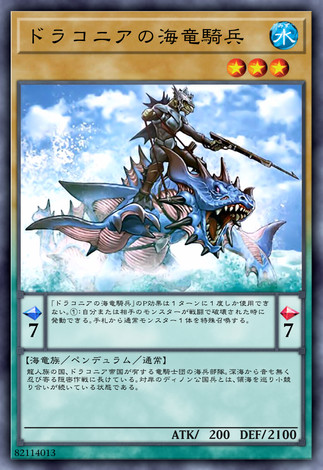 ドラコニアの海竜騎兵
水
「ドラコニアの海竜騎兵」のP効果は1ターンに1度しか使用でき
ない。①:自分または相手のモンスターが戦闘で破壊された時に
発動できる。手札から通常モンスター1体を特殊召喚する。
7
7
【海竜族／ペンデュラム／通常】
龍人族の国、ドラコニア帝国が有する竜騎士団の海兵部隊。深海から音も無く
忍び寄る隠密作戦に長けている。対岸のディノン公国兵とは、領海を巡り小競
り合いが続いている状態である。
ATK/ 200 DEF/2100
82114013